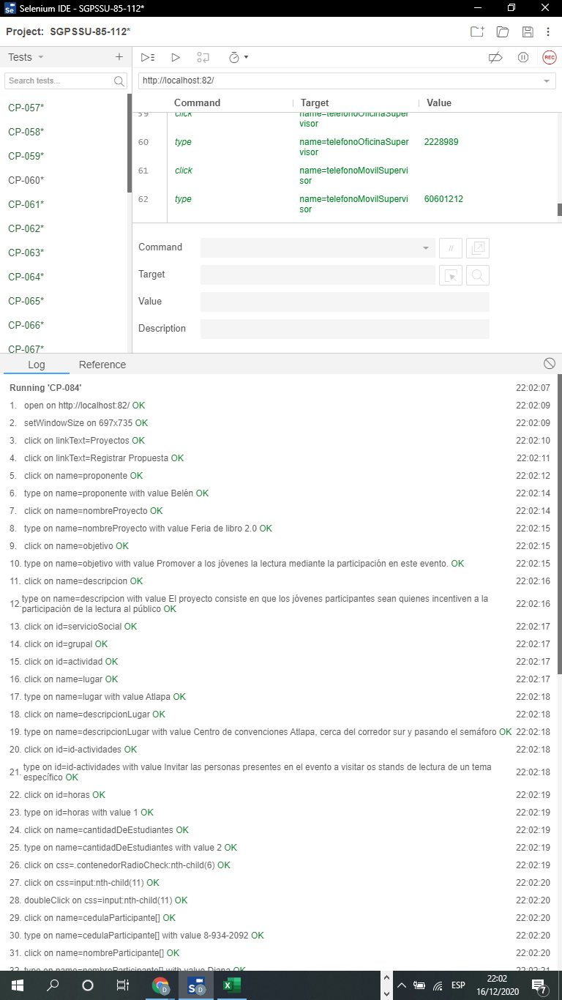 Selenium IDE - SGPSSU-85-112*
Project: SGPSSU-85-112*
Tests
Search tests...
CP-057*
CP-058*
CP-059*
CP-060*
CP-061*
CP-062*
CP-063*
CP-064*
CP-065*
CP-066*
CP-067*
REC
http://localhost:82/
Command Target Value
59 click name=telefonoOficinaSuper
visor
60 type name=telefonoOficinaSuper 2228989
visor
61 click name=telefonoMovilSupervi
sor
62 type name=telefonoMovilSupervi 60601212
sor
Command
//
Target
Value
Description
Log Reference
Running 'CP-084' 22:02:07
1. open on http://localhost:82/ OK 22:02:09
2. setWindowSize on 697x735 OK 22:02:09
3. click on linkText=Proyectos OK 22:02:10
4. click on linkText=Registrar Propuesta OK 22:02:11
5. click on name=proponente OK 22:02:12
6. type on name=proponente with value Belén OK 22:02:14
7. click on name=nombreProyecto OK 22:02:14
8. type on name=nombreProyecto with value Feria de libro 2.0 OK 22:02:15
9. click on name=objetivo OK 22:02:15
10. type on name=objetivo with value Promover a los jóvenes la lectura mediante la participación en este evento. OK 22:02:15
11. click on name=descripcion OK 22:02:16
12. type on name=descripcion with value El proyecto consiste en que los jóvenes participantes sean quienes incentiven a la 22:02:16
participación de la lectura al público OK
13. click on id=servicioSocial OK 22:02:17
14. click on id=grupal OK 22:02:17
15. click on id=actividad OK 22:02:17
16. click on name=lugar OK 22:02:17
17. type on name=lugar with value Atlapa OK 22:02:18
18. click on name=descripcionLugar OK 22:02:18
19. type on name=descripcionLugar with value Centro de convenciones Atlapa, cerca del corredor sur y pasando el semáforo OK 22:02:18
20. click on id=id-actividades OK 22:02:18
21. type on id=id-actividades with value Invitar las personas presentes en el evento a visitar os stands de lectura de un tema 22:02:18
específico OK
22. click on id=horas OK 22:02:19
23. type on id=horas with value 1 OK 22:02:19
24. click on name=cantidadDeEstudiantes OK 22:02:19
25. type on name=cantidadDeEstudiantes with value 2 OK 22:02:19
26. click on css=.contenedorRadioCheck:nth-child(6) OK 22:02:19
27. click on css=input:nth-child(11) OK 22:02:20
28. doubleClick on css=input:nth-child(11) OK 22:02:20
29. click on name=cedulaParticipante[] OK 22:02:20
30. type on name=cedulaParticipante[] with value 8-934-2092 OK 22:02:20
31. click on name=nombreParticipante[] OK 22:02:20
32. type on name=nombreParticipante[] with value Diana OK 22:02:21
ESP
22:02
16/12/2020
7